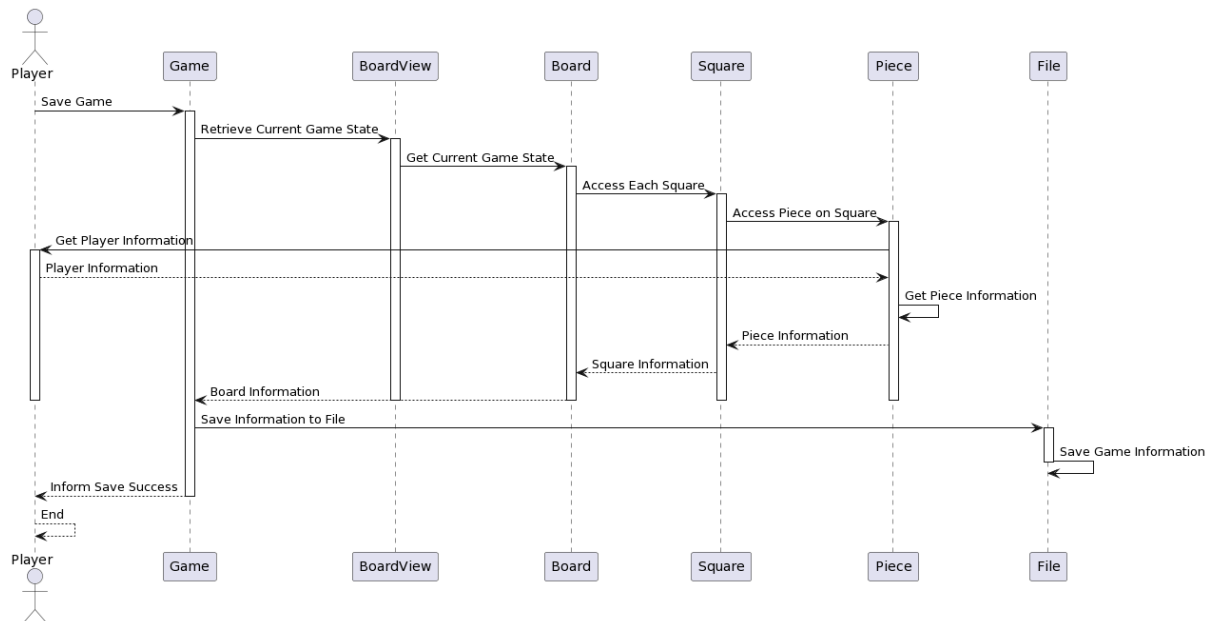 Player
Game
BoardView
Board
Square
Piece
File
Save Game
Retrieve Current Game State
Get Current Game State
Access Each Square
Access Piece on Square
Get Player Information
Player Information
Get Piece Information
Piece Information
Square Information
Board Information
Save Information to File
Save Game Information
Inform Save Success
End
Player
Game
BoardView
Board
Square
Piece
File